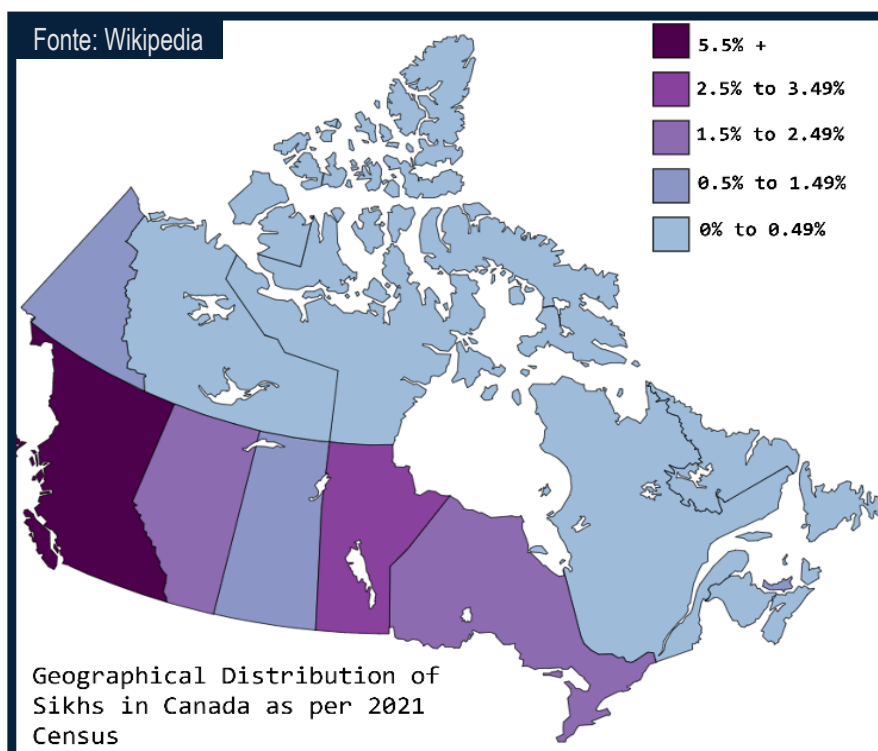 Fonte: Wikipedia
5.5% +
2.5% to 3.49%
1.5% to 2.49%
0.5% to 1.49%
0% to 0.49%
Geographical Distribution of
Sikhs in Canada as per 2021
Census